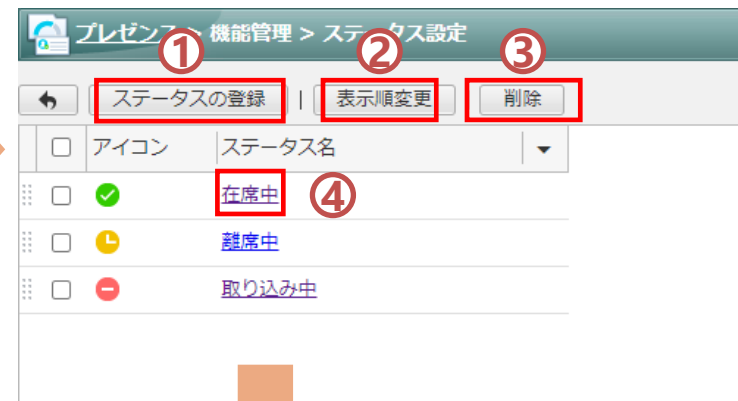 プレゼンス > 機能管理 > ステータス設定
① ② ③
ステータスの登録 | 表示順変更 削除
アイコン ステータス名
在席中 ④
離席中
取り込み中